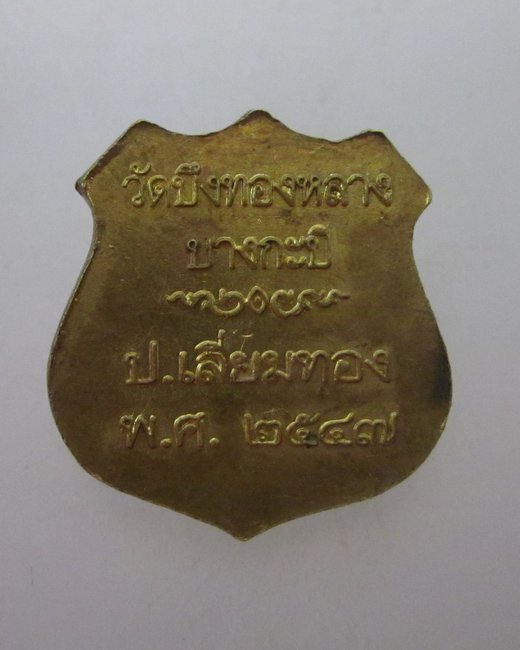 วัดบึงทองหลาง
บางกะปิ
ป.เลี่ยมทอง
พ.ศ. ๒๕๔๗